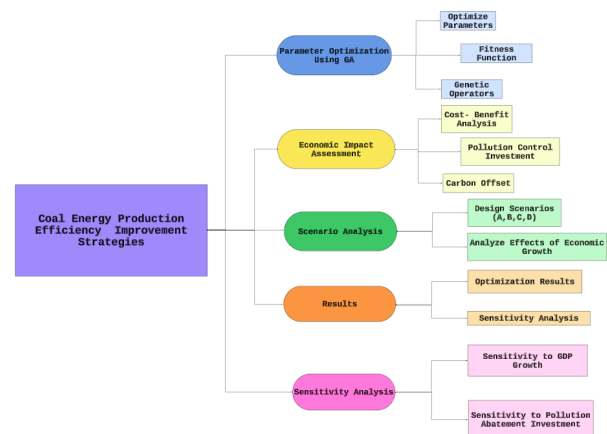 Coal Energy Production
Efficiency Improvement
Strategies
Parameter Optimization
Using GA
Optimize
Parameters
Fitness
Function
Genetic
Operators
Economic Impact
Assessment
Cost- Benefit
Analysis
Pollution Control
Investment
Carbon Offset
Scenario Analysis
Design Scenarios
(A,B,C,D)
Analyze Effects of Economic
Growth
Results
Optimization Results
Sensitivity Analysis
Sensitivity Analysis
Sensitivity to GDP
Growth
Sensitivity to Pollution
Abatement Investment